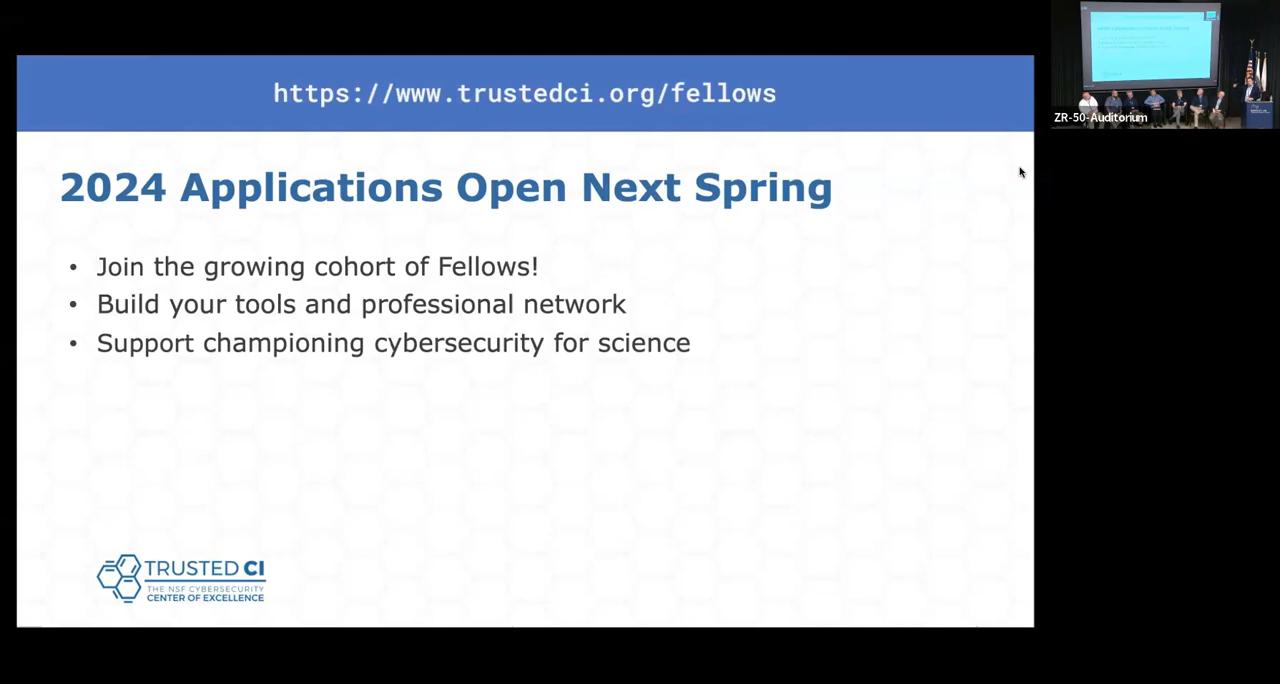 https://www.trustedci.org/fellows
2024 Applications Open Next Spring
• Join the growing cohort of Fellows!
• Build your tools and professional network
• Support championing cybersecurity for science
TRUSTED CI
THE NSF CYBERSECURITY
CENTER OF EXCELLENCE
ZR-50-Auditorium